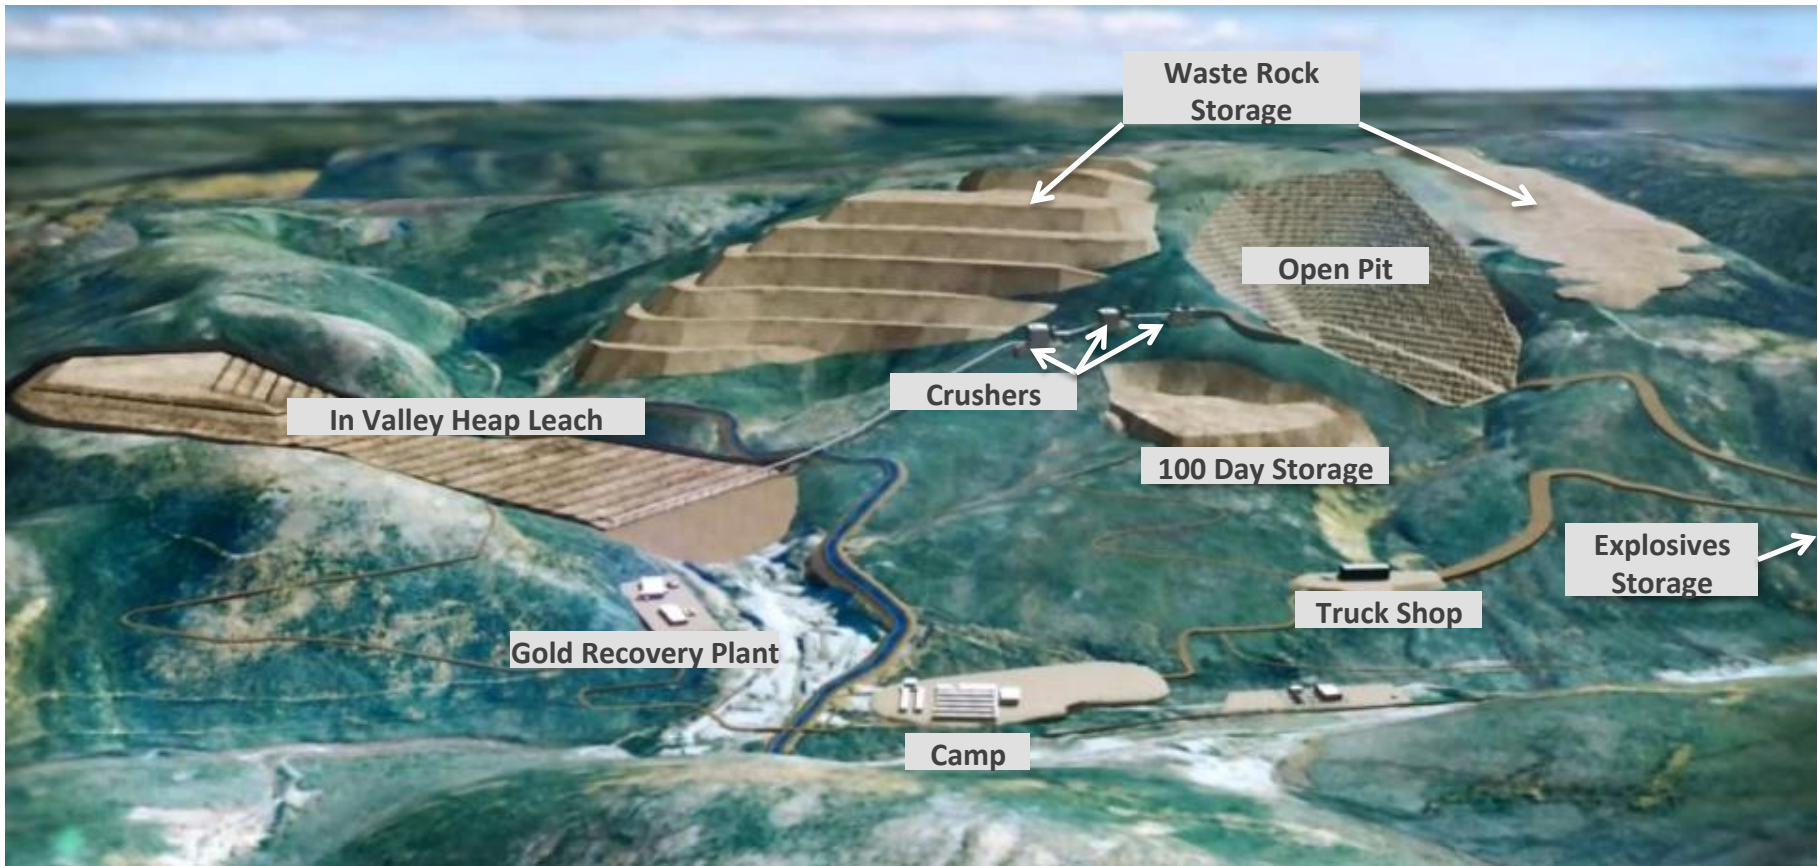 Waste Rock
Storage
Open Pit
Crushers
In Valley Heap Leach
100 Day Storage
Explosives
Storage
Truck Shop
Gold Recovery Plant
Camp